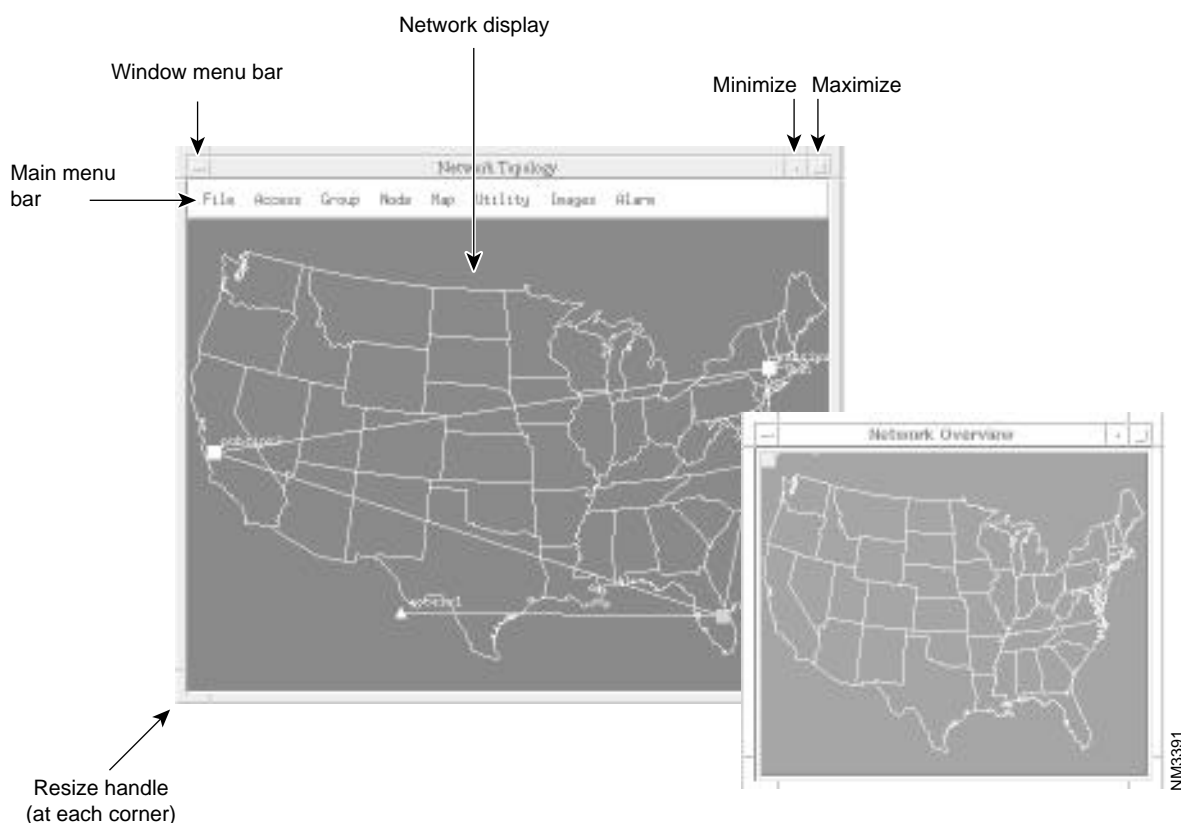 Network display
Window menu bar
Minimize Maximize
Main menu
bar
Network Topology
File Access Group Node Map Utility Images Alarm
Network Overview
Resize handle
(at each corner)
NM3391